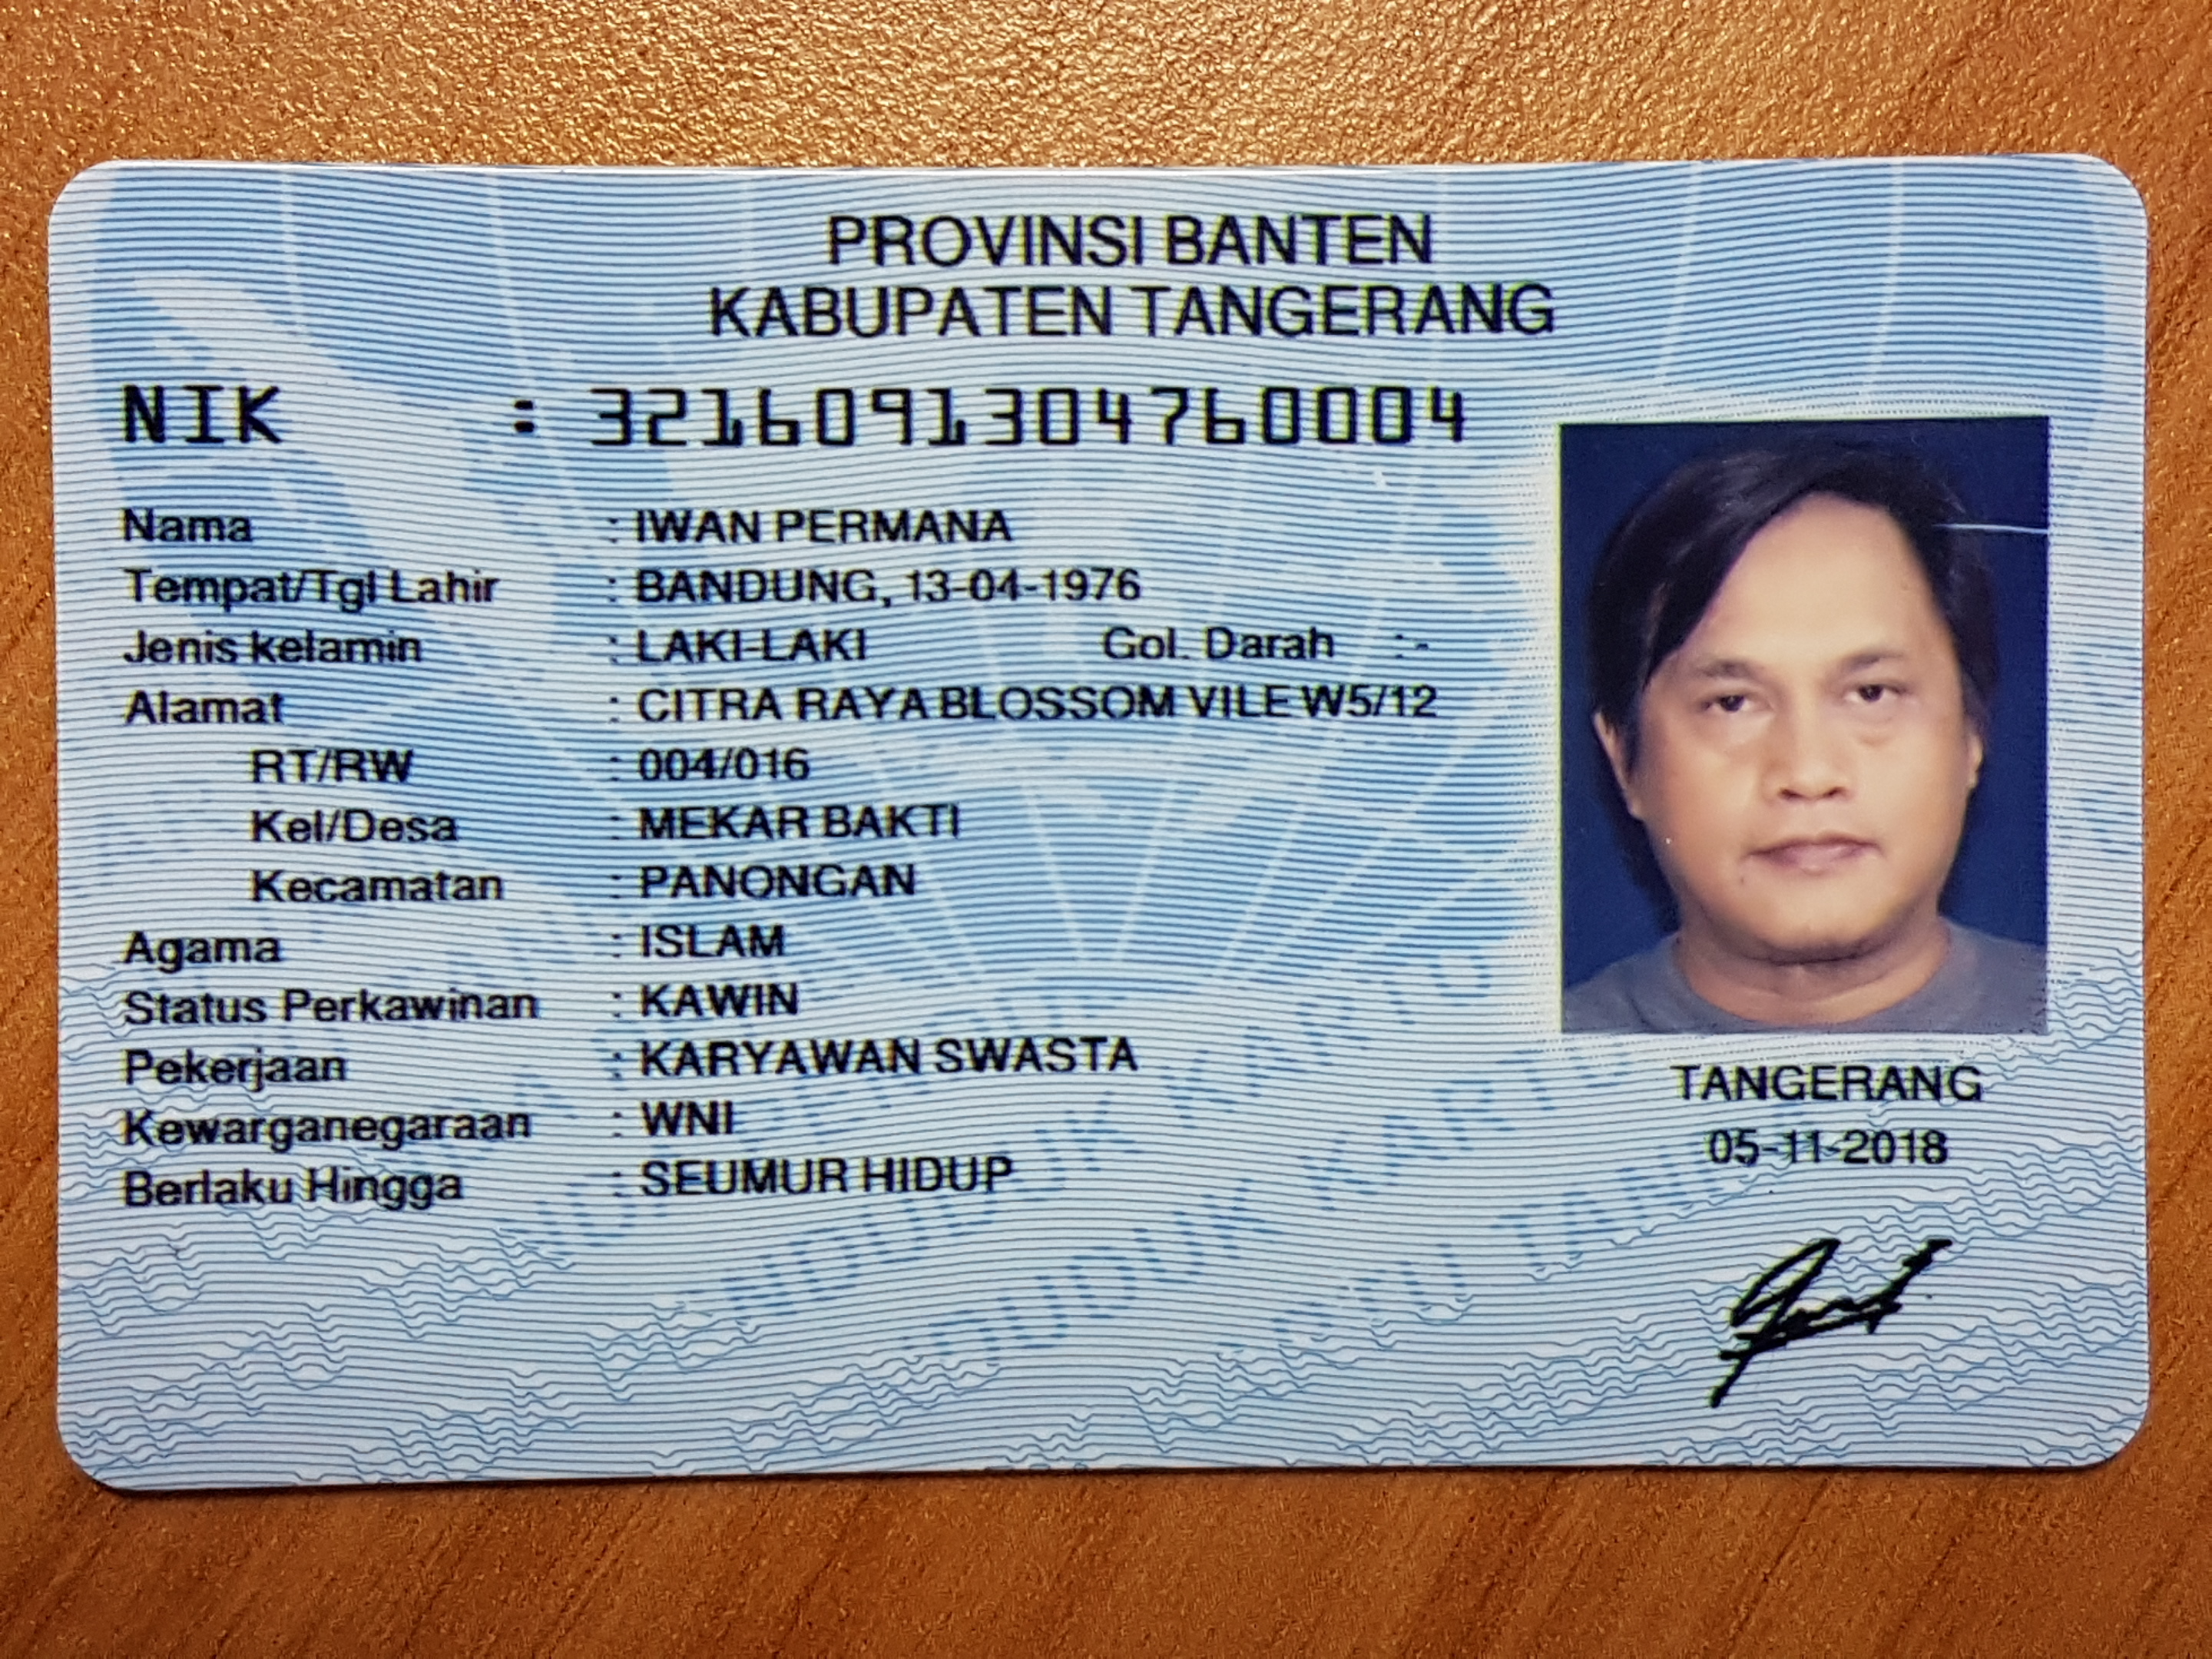 PROVINSI BANTEN
KABUPATEN TANGERANG
NIK : 3216091304760004
Nama : IWAN PERMANA
Tempat/Tgl Lahir : BANDUNG, 13-04-1976
Jenis kelamin : LAKI-LAKI Gol. Darah : -
Alamat : CITRA RAYA BLOSSOM VILE W5/12
RT/RW : 004/016
Kel/Desa : MEKAR BAKTI
Kecamatan : PANONGAN
Agama : ISLAM
Status Perkawinan : KAWIN
Pekerjaan : KARYAWAN SWASTA
Kewarganegaraan : WNI
Berlaku Hingga : SEUMUR HIDUP
TANGERANG
05-11-2018